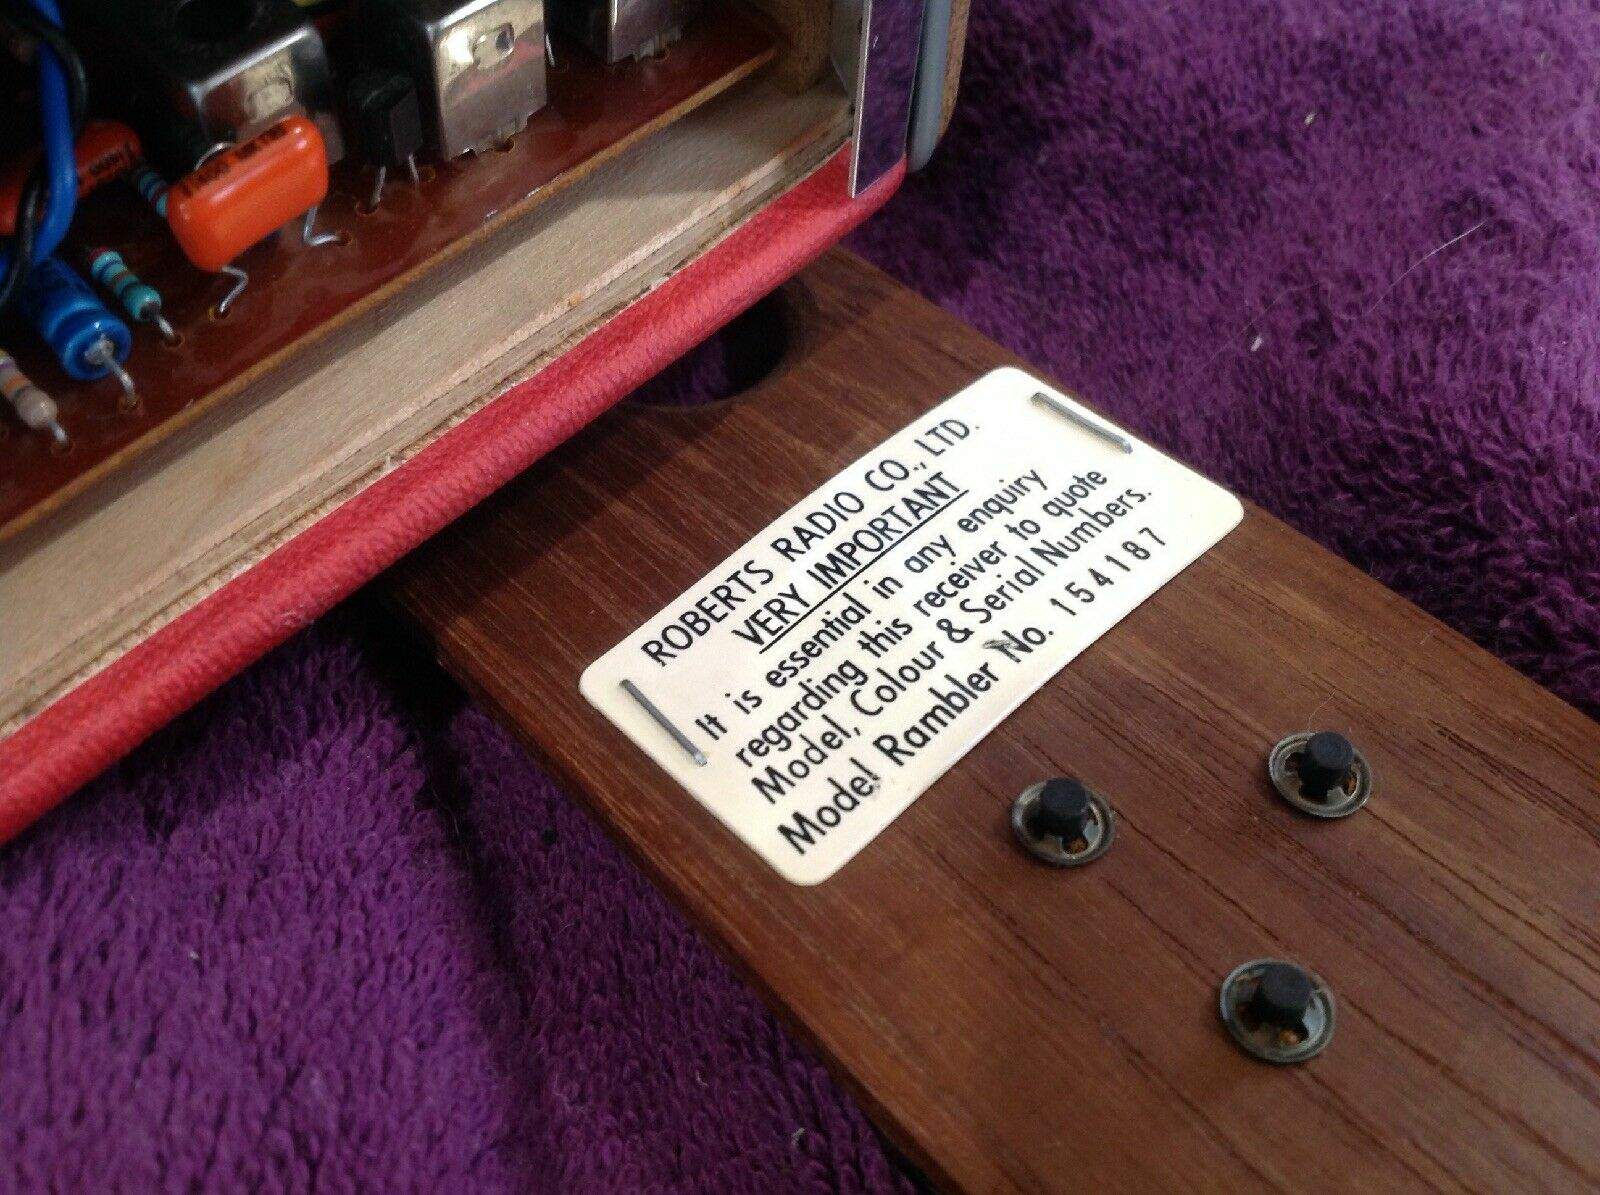 ROBERTS RADIO CO., LTD.
VERY IMPORTANT
It is essential in any enquiry
regarding this receiver to quote
Model, Colour & Serial Numbers.
Model Rambler No. 154187